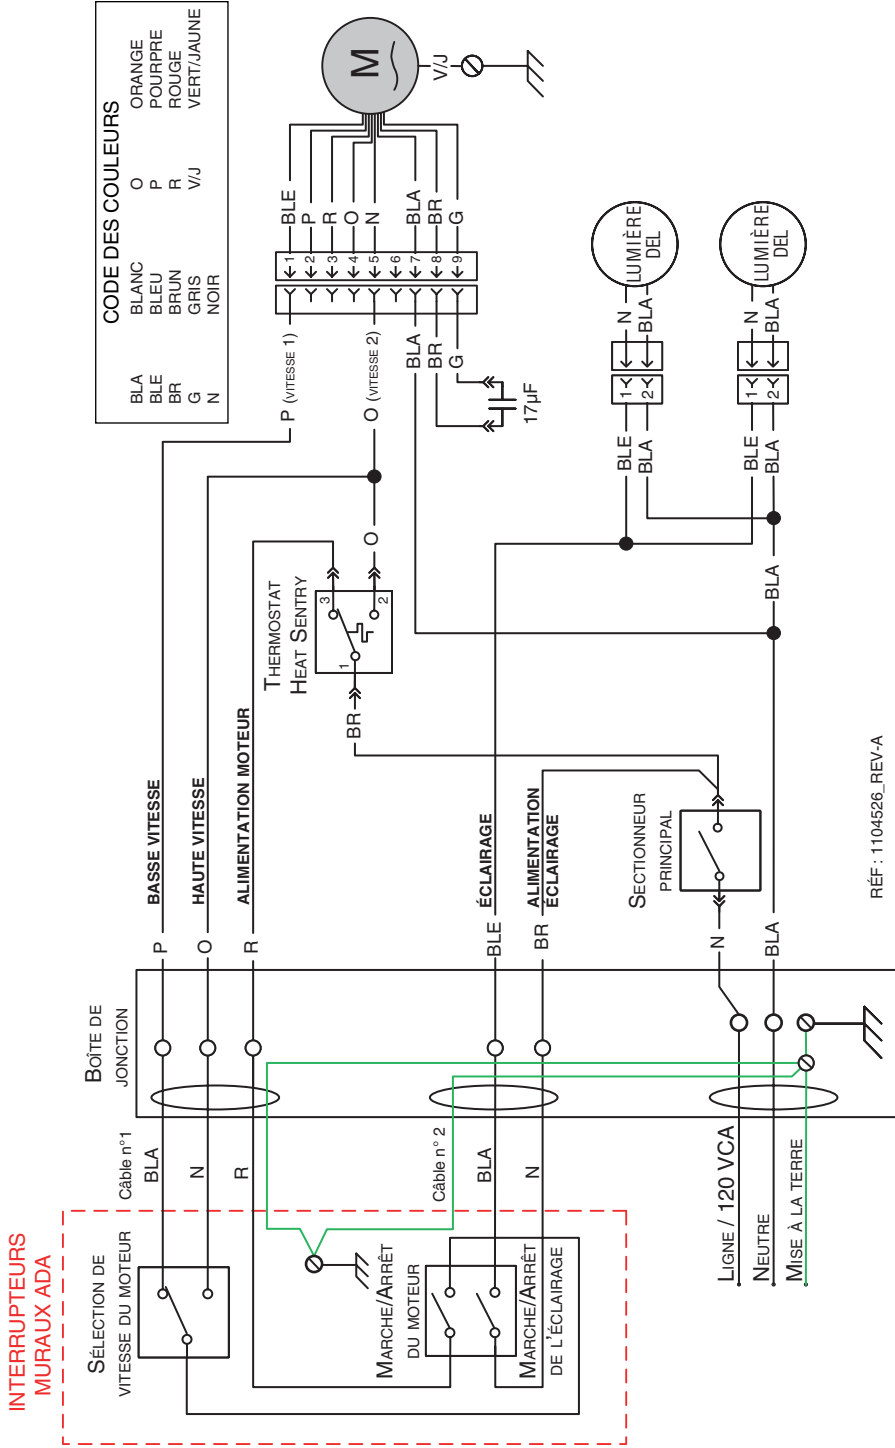 INTERRUPTEURS
MURAUX ADA
SÉLECTION DE
VITESSE DU MOTEUR
MARCHE/ARRÊT
DU MOTEUR
MARCHE/ARRÊT
DE L'ÉCLAIRAGE
Câble n°1
BLA
N
R
Câble n° 2
BLA
N
LIGNE / 120 VCA
NEUTRE
MISE À LA TERRE
BOÎTE DE
JONCTION
P
BASSE VITESSE
O
HAUTE VITESSE
R
ALIMENTATION MOTEUR
BLE
ÉCLAIRAGE
BR
ALIMENTATION
ÉCLAIRAGE
N
BLA
SECTIONNEUR
PRINCIPAL
RÉF : 1104526_REV-A
THERMOSTAT
HEAT SENTRY
BR
1
3
2
O
BLA
P (VITESSE 1)
O (VITESSE 2)
BLA
BR
G
17µF
BLE
BLA
BLE
BLA
1
2
1
2
N
BLA
N
BLA
LUMIÈRE
DEL
LUMIÈRE
DEL
1
2
3
4
5
6
7
8
9
BLE
P
R
O
N
BLA
BR
G
M
V/J
CODE DES COULEURS
BLA BLANC O ORANGE
BLE BLEU P POURPRE
BR BRUN R ROUGE
G GRIS V/J VERT/JAUNE
N NOIR